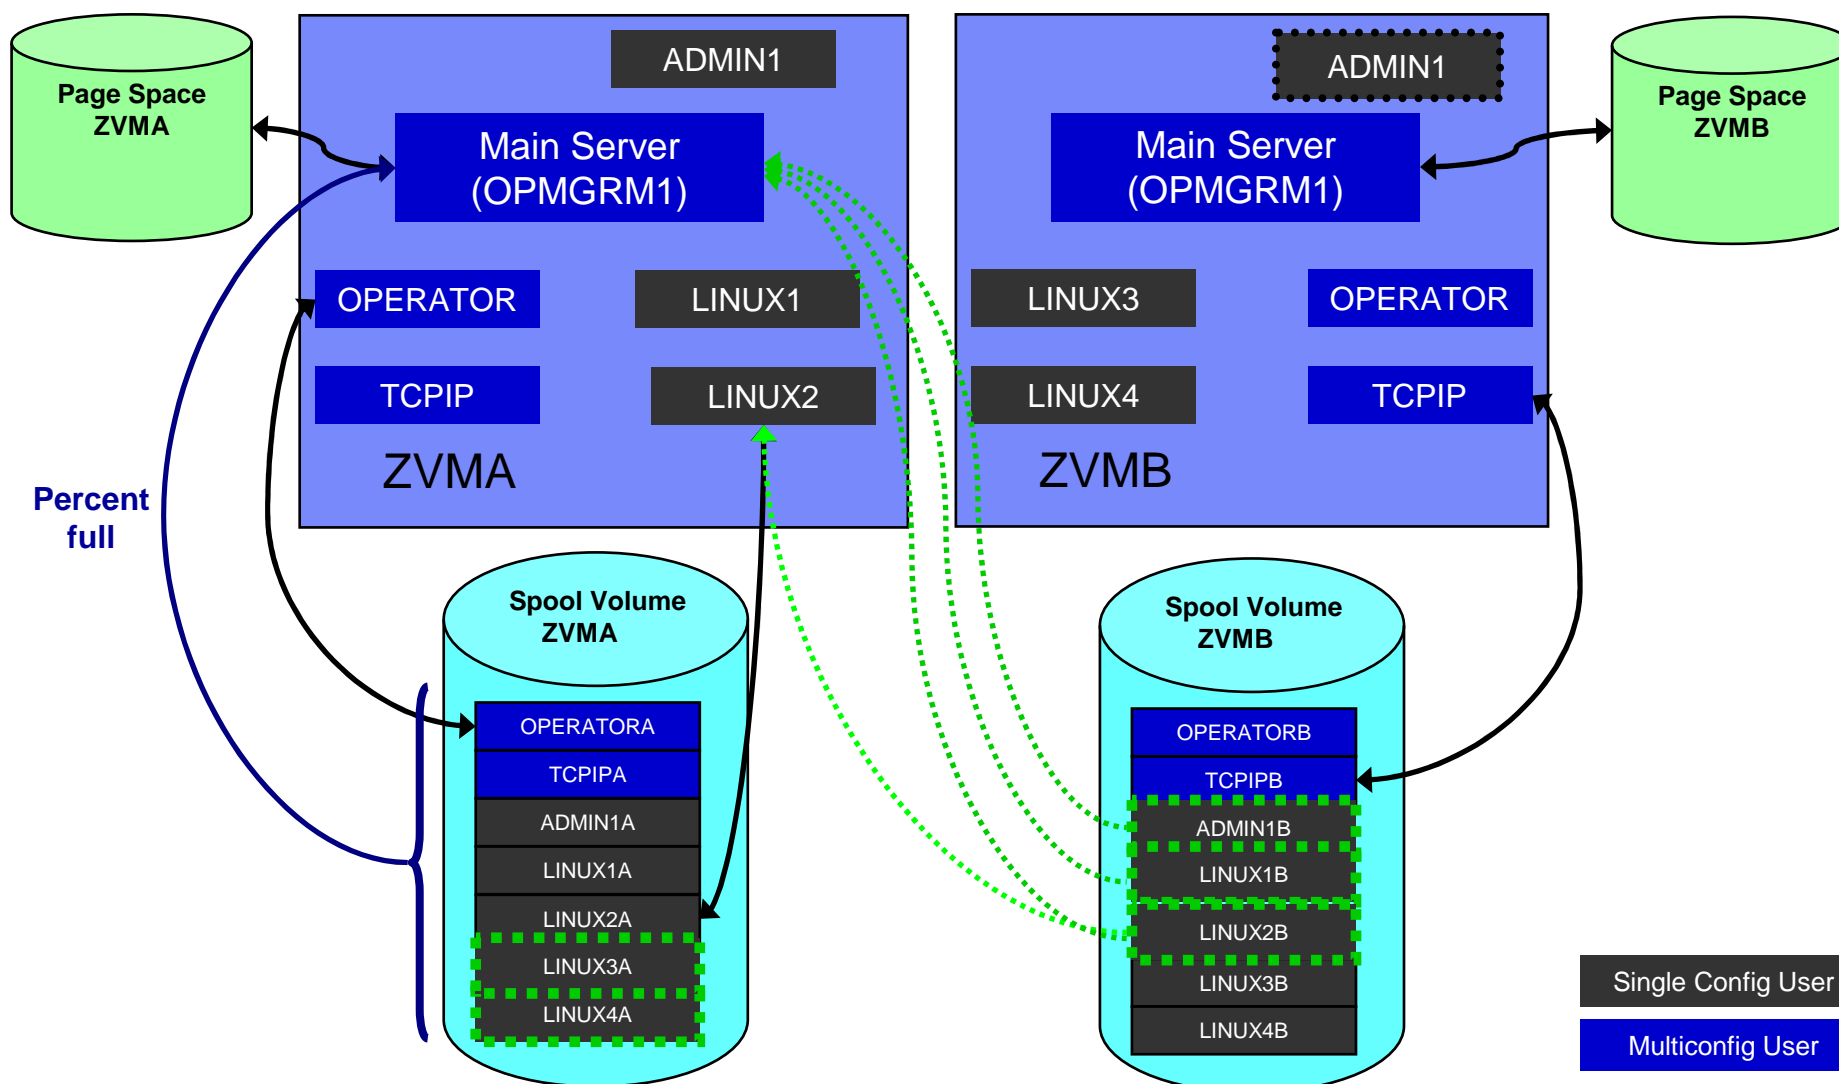 Page Space
ZVMA
ADMIN1
Main Server
(OPMGRM1)
OPERATOR
LINUX1
TCPIP
LINUX2
ZVMA
ADMIN1
Main Server
(OPMGRM1)
LINUX3
OPERATOR
LINUX4
TCPIP
ZVMB
Page Space
ZVMB
Percent
full
Spool Volume
ZVMA
OPERATORA
TCPIPA
ADMIN1A
LINUX1A
LINUX2A
LINUX3A
LINUX4A
Spool Volume
ZVMB
OPERATORB
TCPIPB
ADMIN1B
LINUX1B
LINUX2B
LINUX3B
LINUX4B
Single Config User
Multiconfig User